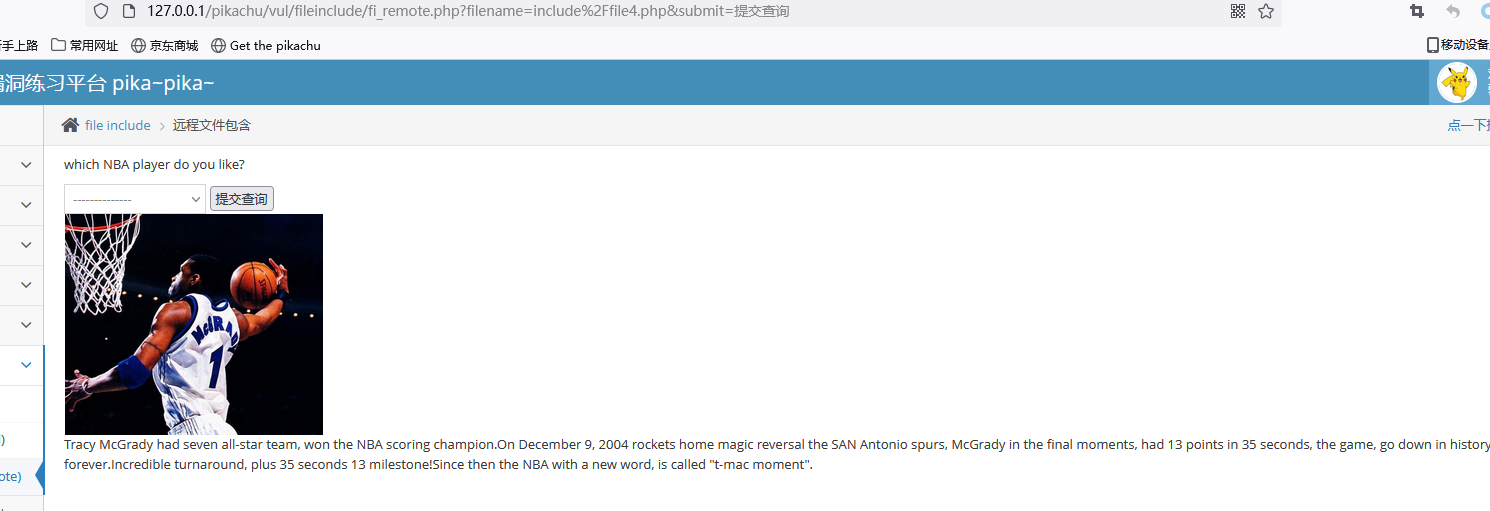 127.0.0.1/pikachu/vul/fileinclude/fi_remote.php?filename=include%2Ffile4.php&submit=提交查询
手上路 常用网址 京东商城 Get the pikachu 移动设备
洞练习平台 pika~pika~
file include 远程文件包含 点一下
which NBA player do you like?
-------------- 提交查询
McGRADY
1
Tracy McGrady had seven all-star team, won the NBA scoring champion.On December 9, 2004 rockets home magic reversal the SAN Antonio spurs, McGrady in the final moments, had 13 points in 35 seconds, the game, go down in history
forever.Incredible turnaround, plus 35 seconds 13 milestone!Since then the NBA with a new word, is called "t-mac moment".
ote)